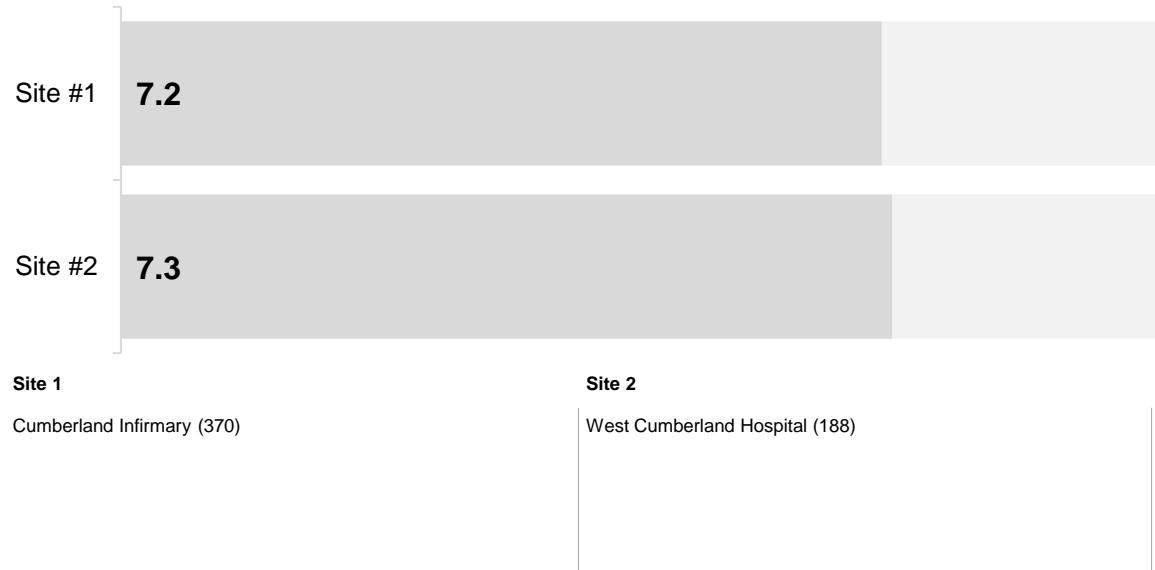 Site #1
7.2
Site #2
7.3
Site 1
Site 2
Cumberland Infirmary (370)
West Cumberland Hospital (188)